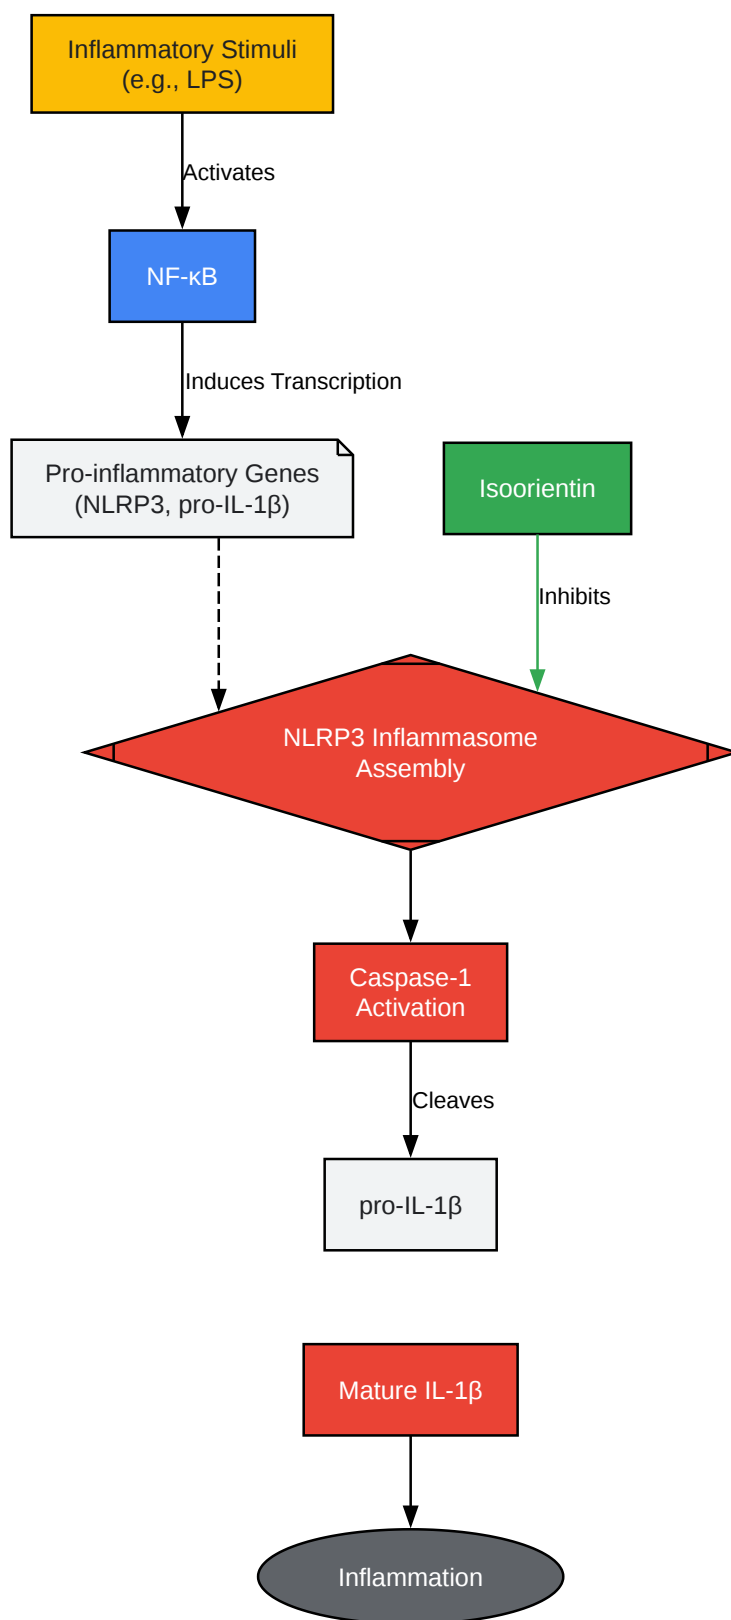 Inflammatory Stimuli
(e.g., LPS)
Activates
NF-κB
Induces Transcription
Pro-inflammatory Genes
(NLRP3, pro-IL-1β)
Isoorientin
Inhibits
NLRP3 Inflammasome
Assembly
Caspase-1
Activation
Cleaves
pro-IL-1β
Mature IL-1β
Inflammation